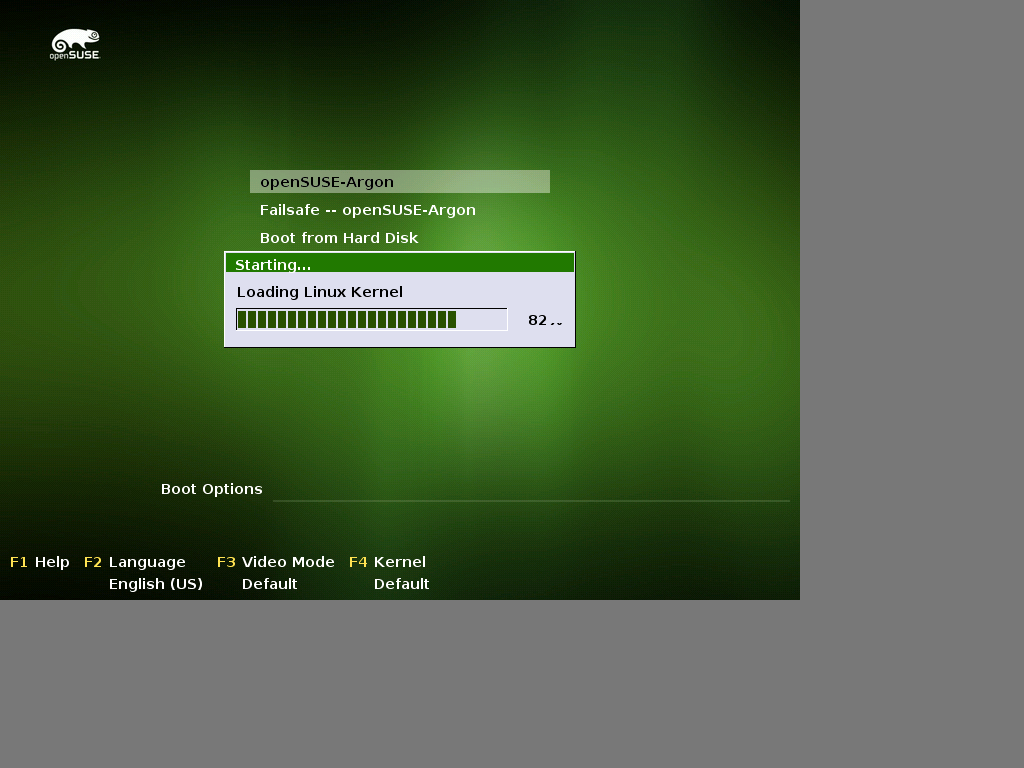 openSUSE
openSUSE-Argon
Failsafe -- openSUSE-Argon
Boot from Hard Disk
Starting...
Loading Linux Kernel
82
Boot Options
F1 Help F2 Language F3 Video Mode F4 Kernel
English (US) Default Default